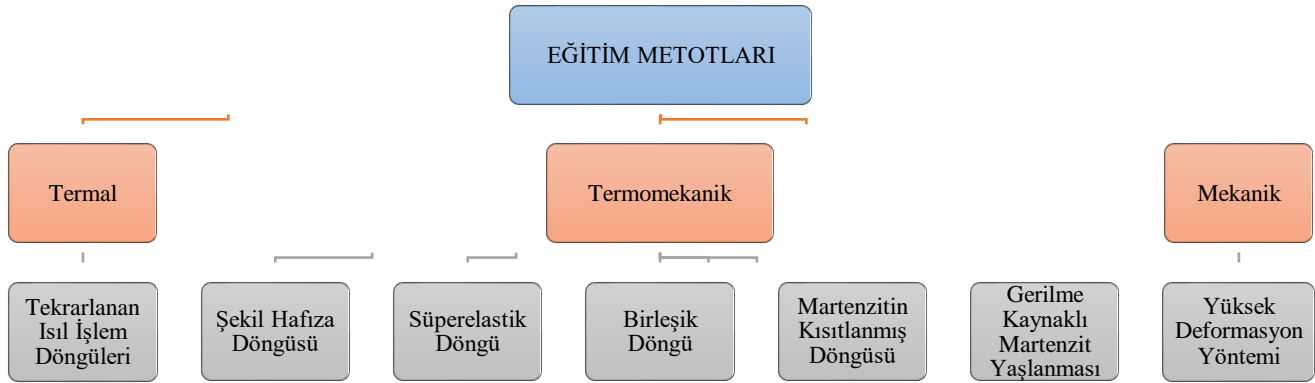 EĞİTİM METOTLARI
Termal
Termomekanik
Mekanik
Tekrarlanan
Isıl İşlem
Döngüleri
Şekil Hafıza
Döngüsü
Süperelastik
Döngü
Birleşik
Döngü
Martenzitin
Kısıtlanmış
Döngüsü
Gerilme
Kaynaklı
Martenzit
Yaşlanması
Yüksek
Deformasyon
Yöntemi